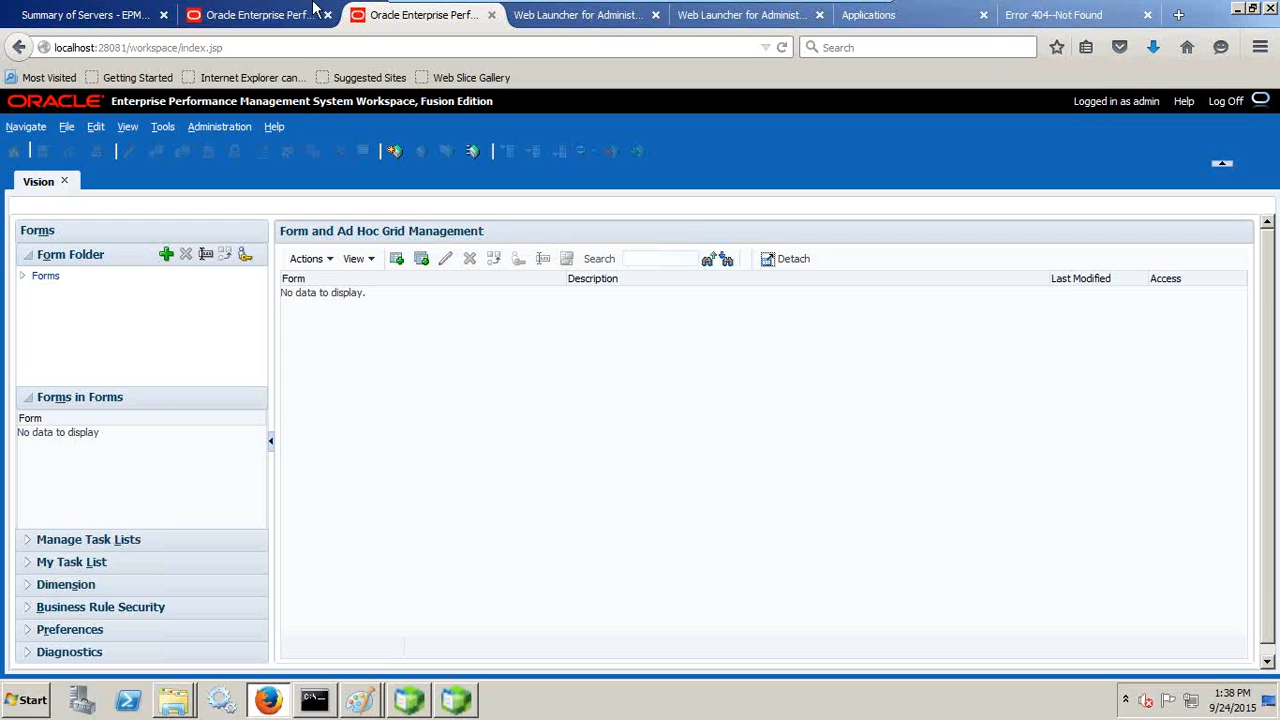 Summary of Servers - EPM...
Oracle Enterprise Perf...
Oracle Enterprise Perf...
Web Launcher for Administ...
Web Launcher for Administ...
Applications
Error 404--Not Found
localhost:28081/workspace/index.jsp
Search
Most Visited
Getting Started
Internet Explorer can...
Suggested Sites
Web Slice Gallery
ORACLE Enterprise Performance Management System Workspace, Fusion Edition
Logged in as admin Help Log Off
Navigate File Edit View Tools Administration Help
Vision
Forms
Form Folder
Forms
Forms in Forms
Form
No data to display
Manage Task Lists
My Task List
Dimension
Business Rule Security
Preferences
Diagnostics
Form and Ad Hoc Grid Management
Actions View Search Detach
Form Description Last Modified Access
No data to display.
Start
C:\.
1:38 PM
9/24/2015